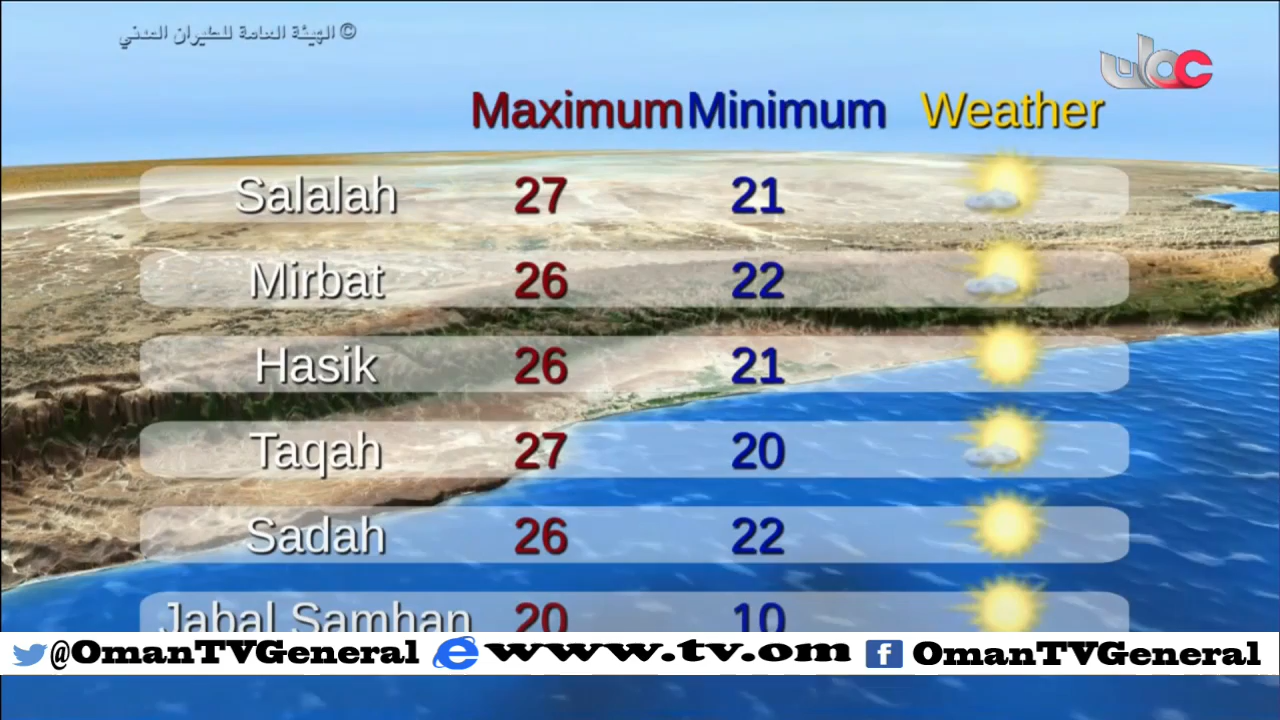 © الهيئة العامة للطيران المدني
Maximum Minimum Weather
Salalah 27 21
Mirbat 26 22
Hasik 26 21
Taqah 27 20
Sadah 26 22
Jabal Samhan 20 10
@OmanTVGeneral www.tv.om OmanTVGeneral